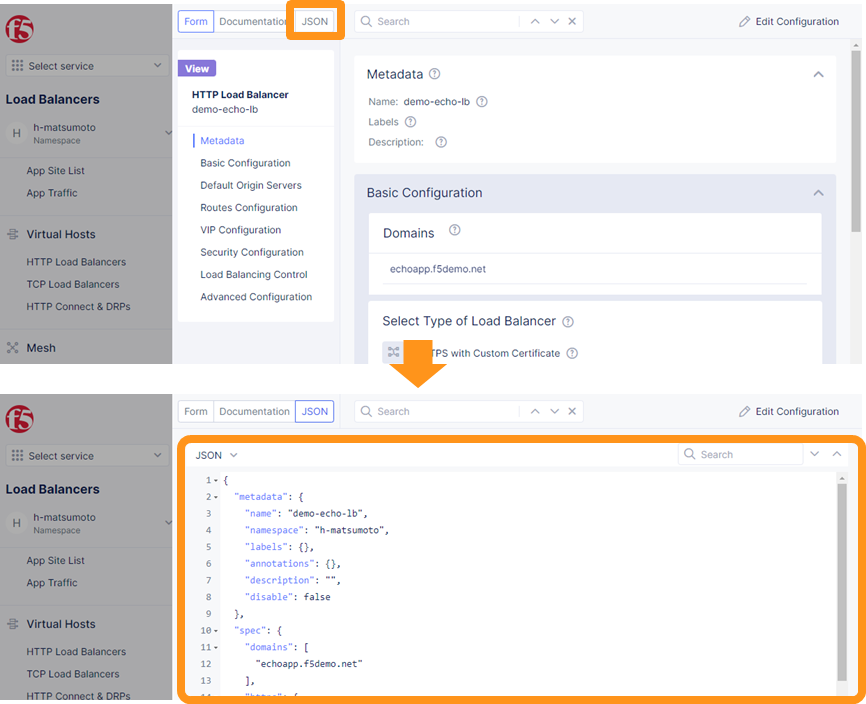 f5
Form
Documentation
JSON
Search
Edit Configuration
Select service
Load Balancers
H
h-matsumoto
Namespace
App Site List
App Traffic
Virtual Hosts
HTTP Load Balancers
TCP Load Balancers
HTTP Connect & DRPs
Mesh
View
HTTP Load Balancer
demo-echo-lb
Metadata
Basic Configuration
Default Origin Servers
Routes Configuration
VIP Configuration
Security Configuration
Load Balancing Control
Advanced Configuration
Metadata
Name: demo-echo-lb
Labels
Description:
Basic Configuration
Domains
echoapp.f5demo.net
Select Type of Load Balancer
TPS with Custom Certificate
f5
Form
Documentation
JSON
Search
Edit Configuration
Select service
Load Balancers
H
h-matsumoto
Namespace
App Site List
App Traffic
Virtual Hosts
HTTP Load Balancers
TCP Load Balancers
HTTP Connect & DRPs
JSON
Search
1 {
2 "metadata": {
3 "name": "demo-echo-lb",
4 "namespace": "h-matsumoto",
5 "labels": {},
6 "annotations": {},
7 "description": "",
8 "disable": false
9 },
10 "spec": {
11 "domains": [
12 "echoapp.f5demo.net"
13 ],